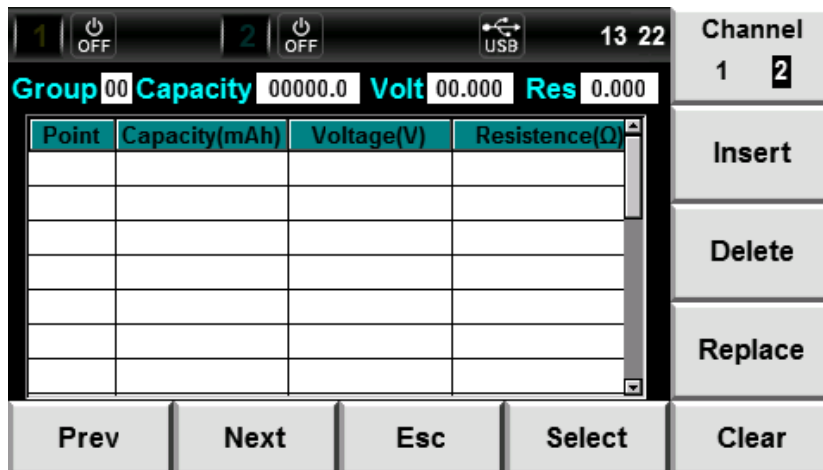 1 OFF 2 OFF USB 13 22
Channel
1 2
Group 00 Capacity 00000.0 Volt 00.000 Res 0.000
Point Capacity(mAh) Voltage(V) Resistence(Ω)
Insert
Delete
Replace
Prev Next Esc Select Clear